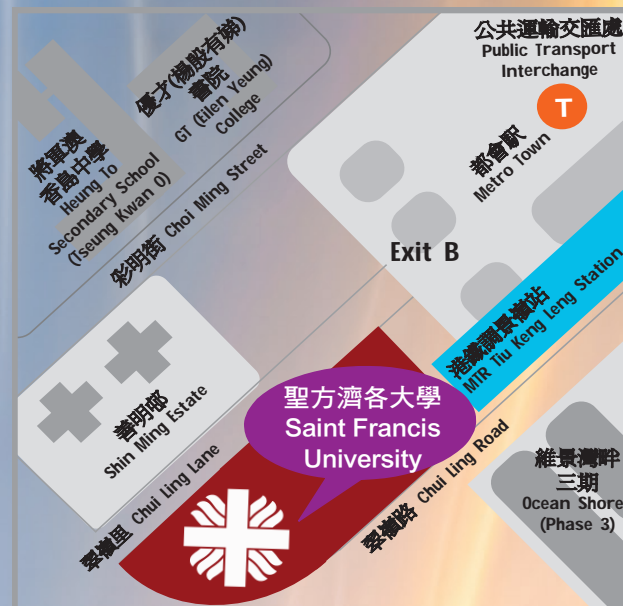 公共運輸交匯處
Public Transport
Interchange
T
優才(楊殷有娣)
書院
GT (Ellen Yeung)
College
將軍澳
香島中學
Heung To
Secondary School
(Tseung Kwan O)
彩明街 Choi Ming Street
都會駅
Metro Town
Exit B
港鐵調景嶺站
MTR Tiu Keng Leng Station
善明邨
Shin Ming Estate
聖方濟各大學
Saint Francis
University
翠嶺里 Chui Ling Lane
翠嶺路 Chui Ling Road
維景灣畔
三期
Ocean Shore
(Phase 3)